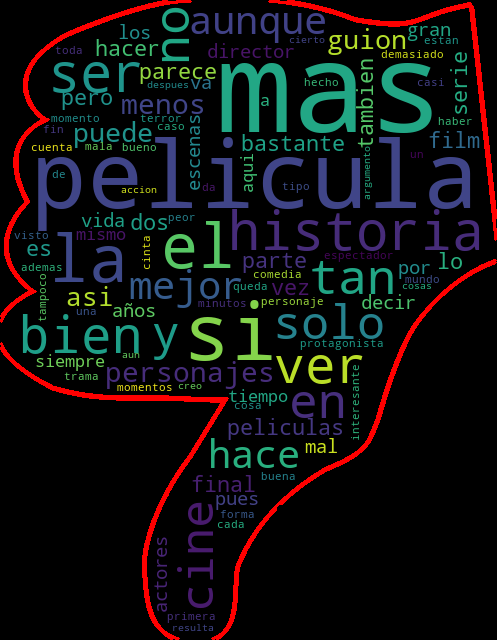 los
no
aunque
gran
hacer
director
cierto
guion
estan
toda
ser
parece
va
demasiado
despues
mas
hecho
casi
serie
pero
menos
a
tambien
haber
momento
terror
puede
caso
escenas
bastante
film
fin
cuenta
mala
bueno
aqui
un
pelicula
argumento
de
accion
da
tipo
vida
dos
peor
historia
visto
mismo
el
es
la
cinta
parte
espectador
lo
por
ademas
comedia
tan
mundo
tampoco
mejor
queda
vez
cosas
asi
minutos
personaje
decir
una
años
si
solo
bien
y
protagonista
aun
siempre
ver
trama
personajes
momentos
creo
tiempo
en
interesante
cosa
peliculas
hace
mal
final
buena
pues
cine
forma
cada
actores
primera
resulta